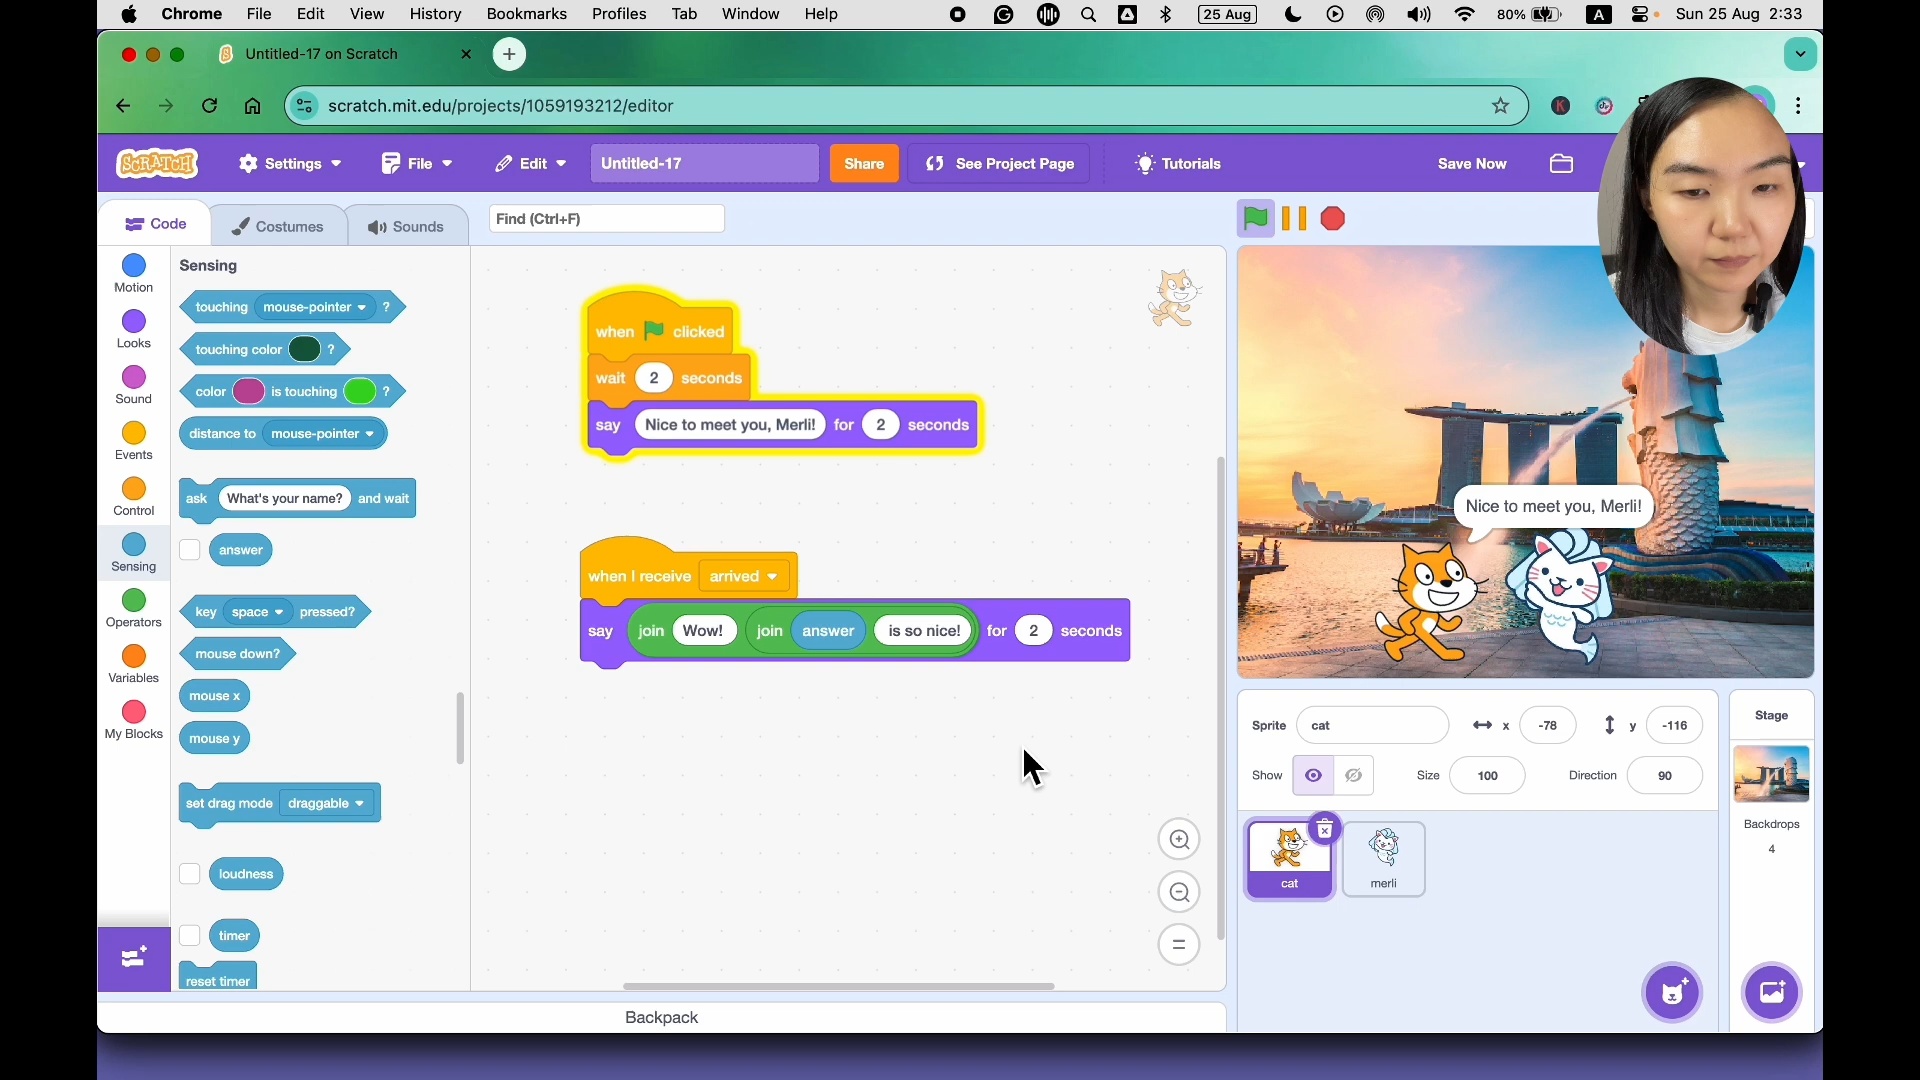 Chrome File Edit View History Bookmarks Profiles Tab Window Help 25 Aug 80% A Sun 25 Aug 2:33
Untitled-17 on Scratch
scratch.mit.edu/projects/1059193212/editor
SCRATCH Settings File Edit Untitled-17 Share See Project Page Tutorials Save Now
Code Costumes Sounds Find (Ctrl+F)
Motion
Looks
Sound
Events
Control
Sensing
Operators
Variables
My Blocks
Sensing
touching mouse-pointer ?
touching color ?
color is touching ?
distance to mouse-pointer
ask What's your name? and wait
answer
key space pressed?
mouse down?
mouse x
mouse y
set drag mode draggable
loudness
timer
reset timer
when clicked
wait 2 seconds
say Nice to meet you, Merli! for 2 seconds
when I receive arrived
say join Wow! join answer is so nice! for 2 seconds
Backpack
Nice to meet you, Merli!
Sprite cat x -78 y -116
Show Size 100 Direction 90
cat
merli
Stage
Backdrops
4